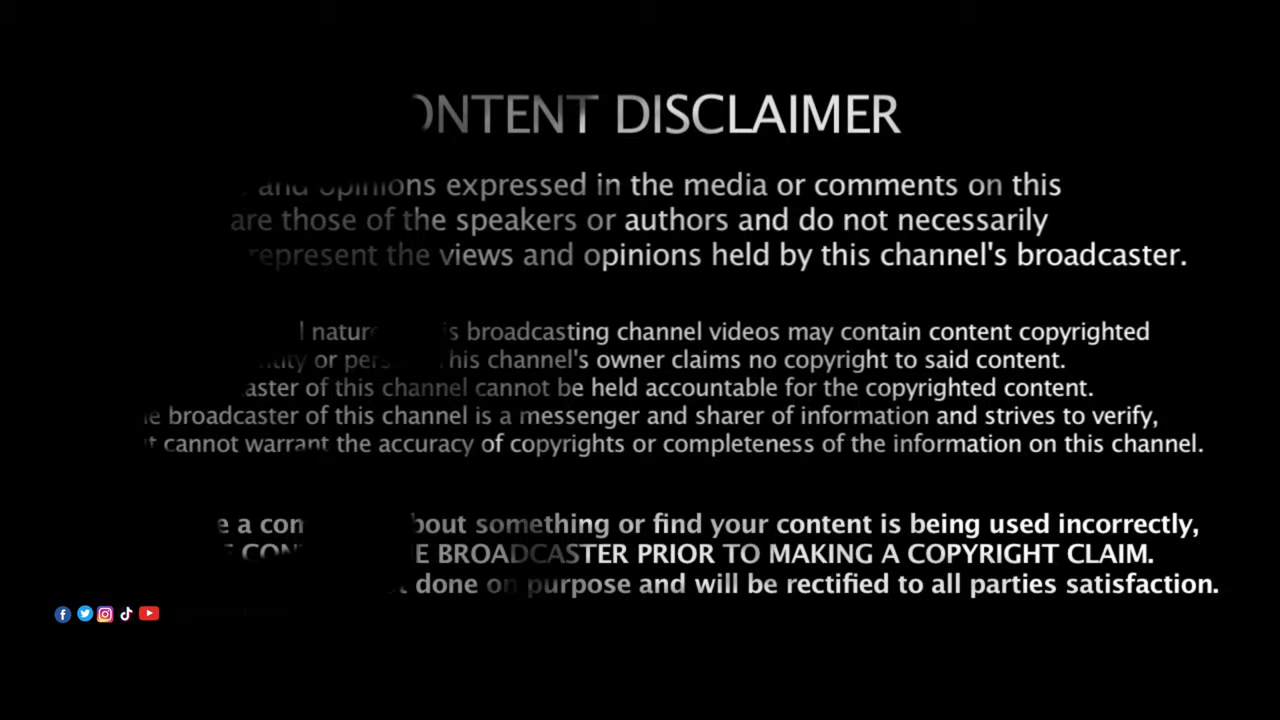 CONTENT DISCLAIMER
and opinions expressed in the media or comments on this
are those of the speakers or authors and do not necessarily
represent the views and opinions held by this channel's broadcaster.
broadcasting channel videos may contain content copyrighted
or this channel's owner claims no copyright to said content.
of this channel cannot be held accountable for the copyrighted content.
broadcaster of this channel is a messenger and sharer of information and strives to verify,
cannot warrant the accuracy of copyrights or completeness of the information on this channel.
a about something or find your content is being used incorrectly,
BROADCASTER PRIOR TO MAKING A COPYRIGHT CLAIM.
done on purpose and will be rectified to all parties satisfaction.